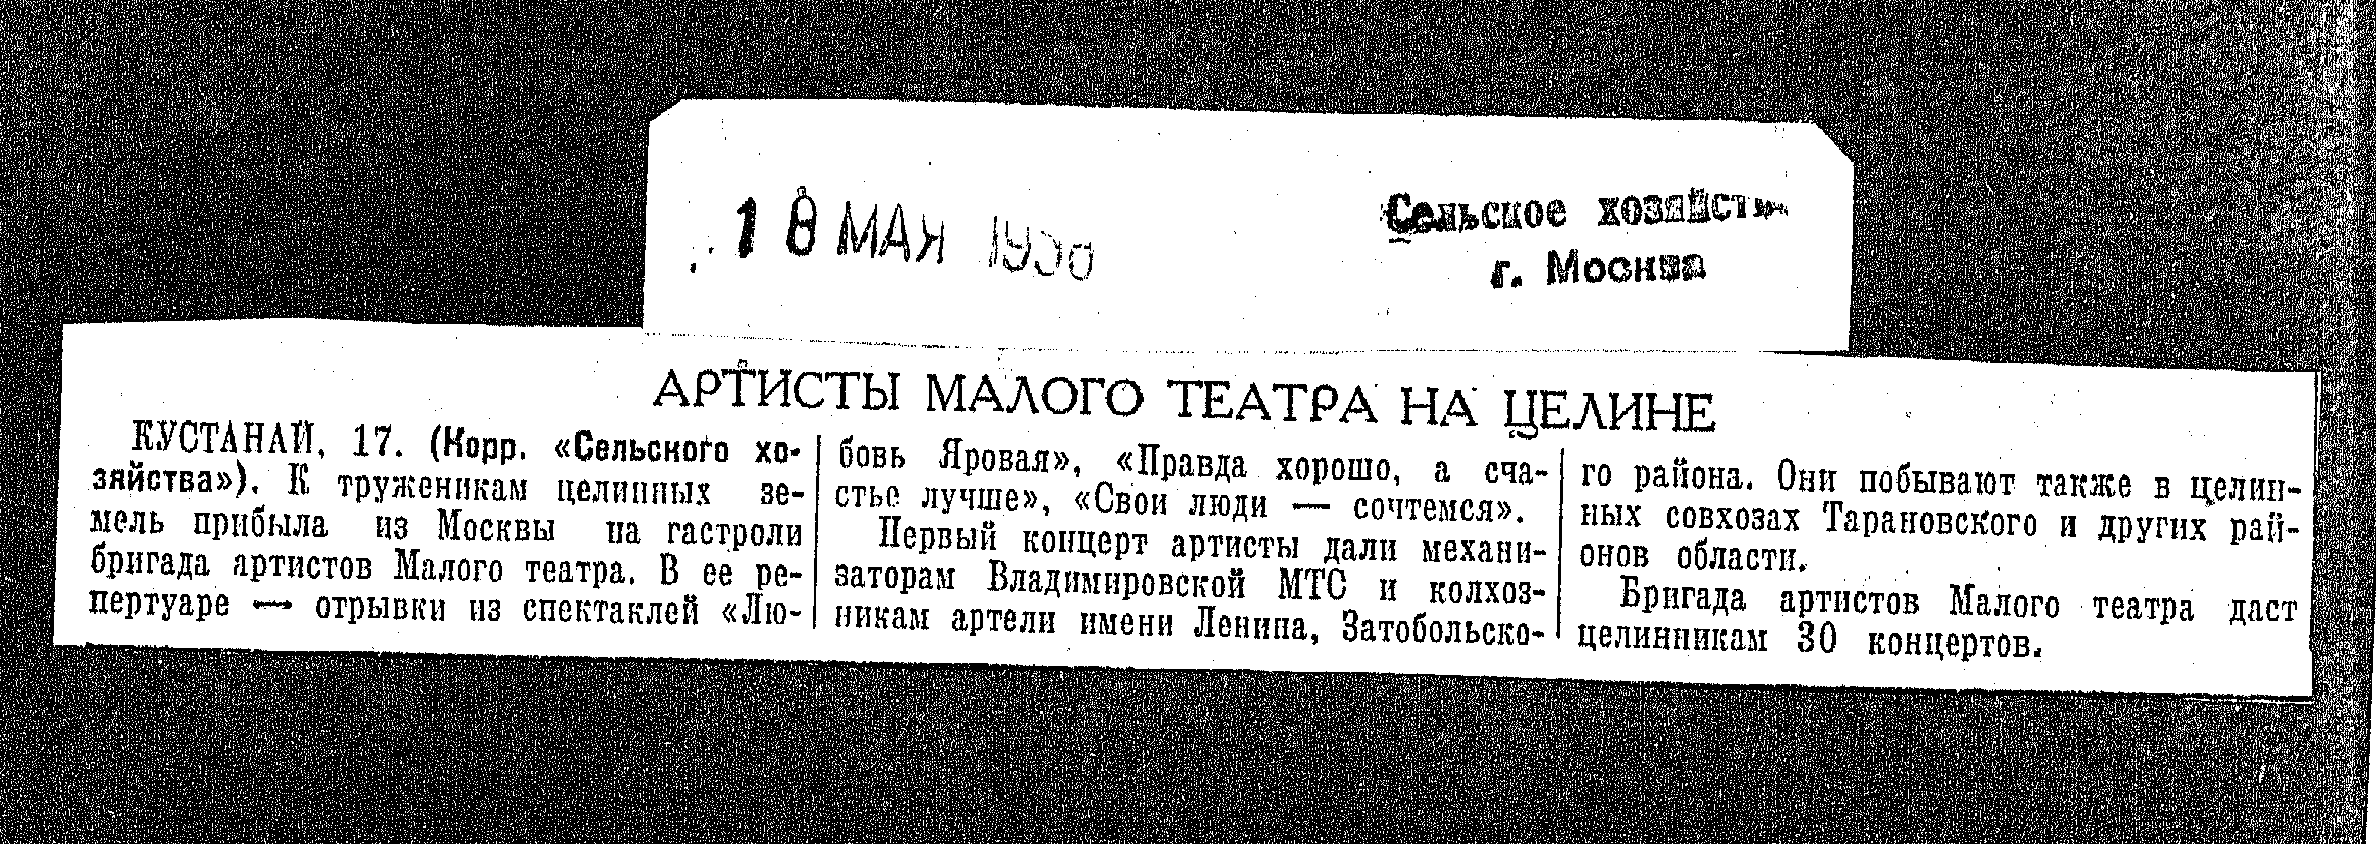 18 МАЯ
Сельское хозяйство
г. Москва
АРТИСТЫ МАЛОГО ТЕАТРА НА ЦЕЛИНЕ
КУСТАНАЙ, 17. (Корр. «Сельского хо-
зяйства»). К труженикам целинных зе-
мель прибыла из Москвы на гастроли
бригада артистов Малого театра. В ее ре-
пертуаре — отрывки из спектаклей «Лю-
бовь Яровая», «Правда хорошо, а сча-
стье лучше», «Свои люди — сочтемся».
Первый концерт артисты дали механи-
заторам Владимировской МТС и колхоз-
никам артели имени Ленина, Затобольско-
го района. Они побывают также в целин-
ных совхозах Тарановского и других рай-
онов области.
Бригада артистов Малого театра даст
целинникам 30 концертов.